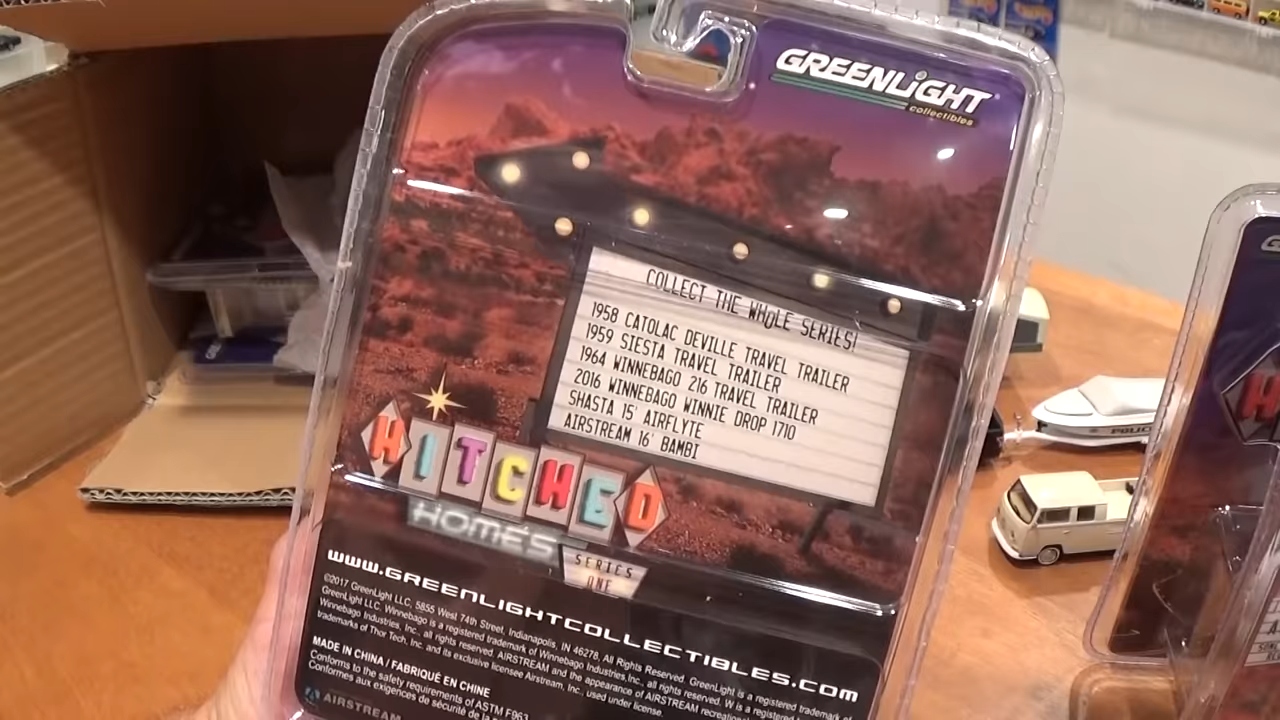 GREENLIGHT
collectibles
COLLECT THE WHOLE SERIES!
1958 CATOLAC DEVILLE TRAVEL TRAILER
1959 SIESTA TRAVEL TRAILER
1964 WINNEBAGO 216 TRAVEL TRAILER
2016 WINNEBAGO WINNIE DROP 1710
SHASTA 15' AIRFLYTE
AIRSTREAM 16' BAMBI
HITCHED
HOMES
SERIES
ONE
WWW.GREENLIGHTCOLLECTIBLES.COM
©2017 GreenLight LLC, 5855 West 74th Street, Indianapolis, IN 46278, All Rights Reserved. GreenLight is a registered trademark of
GreenLight LLC. Winnebago is a registered trademark of Winnebago Industries, Inc., all rights reserved. W is a registered
Winnebago Industries, Inc., all rights reserved. AIRSTREAM and the appearance of AIRSTREAM recreational
trademarks of Thor Tech, Inc. and its exclusive licensee Airstream, Inc., used under license.
MADE IN CHINA / FABRIQUÉ EN CHINE
Conforms to the safety requirements of ASTM F963
Conformes aux exigences de sécurité de la
AIRSTREAM
POLICE